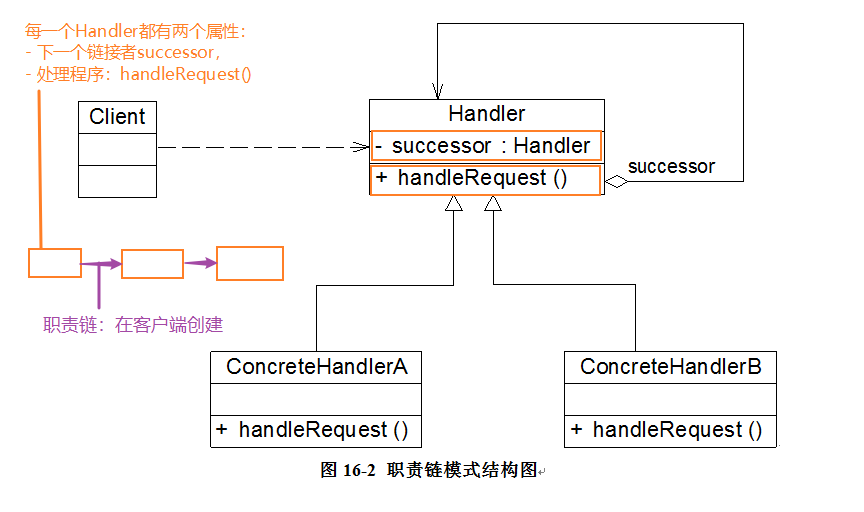 每一个Handler都有两个属性：
- 下一个链接者successor，
- 处理程序：handleRequest()
Client
Handler
- successor : Handler
+ handleRequest ()
successor
职责链：在客户端创建
ConcreteHandlerA
+ handleRequest ()
ConcreteHandlerB
+ handleRequest ()
图 16-2 职责链模式结构图